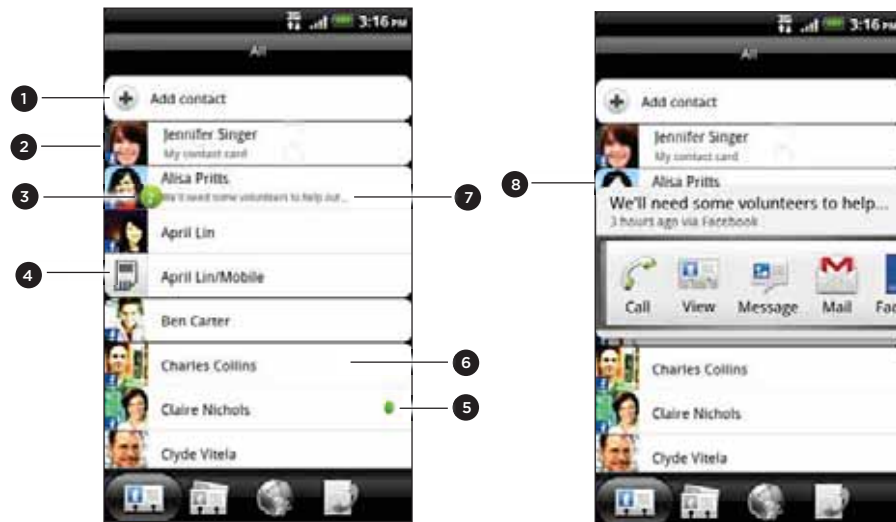 3G 3:16 PM
All
1
Add contact
2
Jennifer Singer
My contact card
3
Alisa Pritts
We'll need some volunteers to help out...
7
April Lin
4
April Lin/Mobile
Ben Carter
Charles Collins
6
Claire Nichols
5
Clyde Vitela
3G 3:16 PM
All
Add contact
Jennifer Singer
My contact card
8
Alisa Pritts
We'll need some volunteers to help...
3 hours ago via Facebook
Call View Message Mail Fac
Charles Collins
Claire Nichols
Clyde Vitela